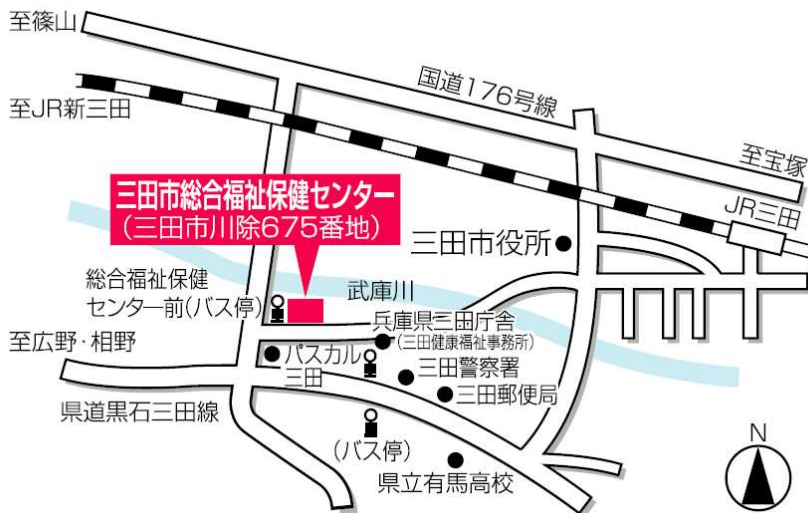 至篠山
国道176号線
至JR新三田
至宝塚
JR三田
三田市総合福祉保健センター
(三田市川除675番地)
三田市役所
総合福祉保健
センター前(バス停)
武庫川
兵庫県三田庁舎
(三田健康福祉事務所)
至広野・相野
パスカル
三田
三田警察署
三田郵便局
県道黒石三田線
(バス停)
県立有馬高校
N